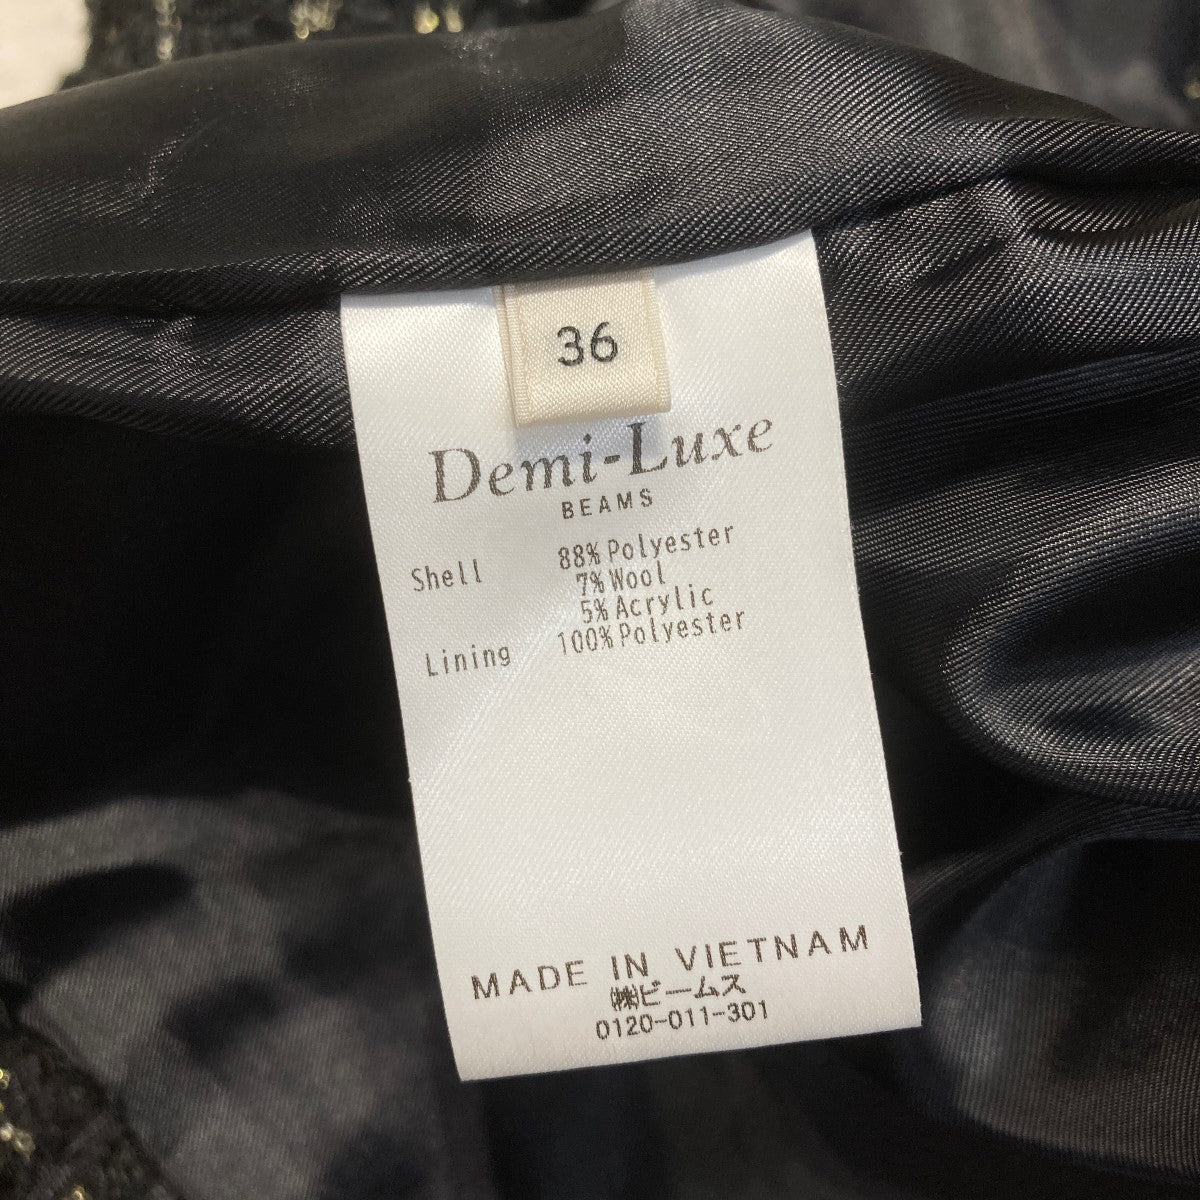 36
Demi-Luxe
BEAMS
Shell 88% Polyester
7% Wool
5% Acrylic
Lining 100% Polyester
MADE IN VIETNAM
㈱ビームス
0120-011-301